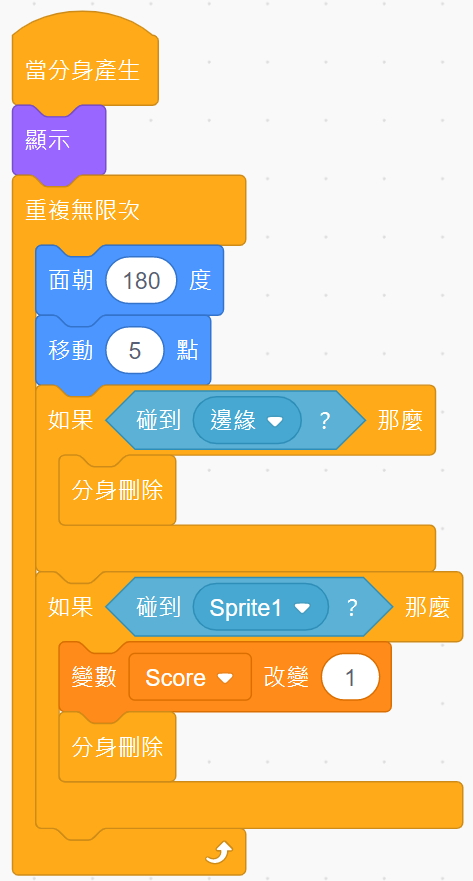 當分身產生
顯示
重複無限次
面朝 180 度
移動 5 點
如果 碰到 邊緣 ? 那麼
分身刪除
如果 碰到 Sprite1 ? 那麼
變數 Score 改變 1
分身刪除